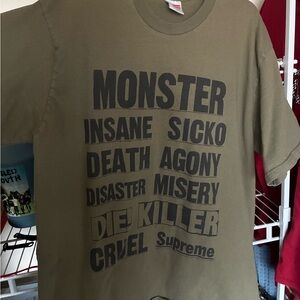 MONSTER
INSANE SICKO
DEATH AGONY
DISASTER MISERY
DIE! KILLER
CRUEL Supreme